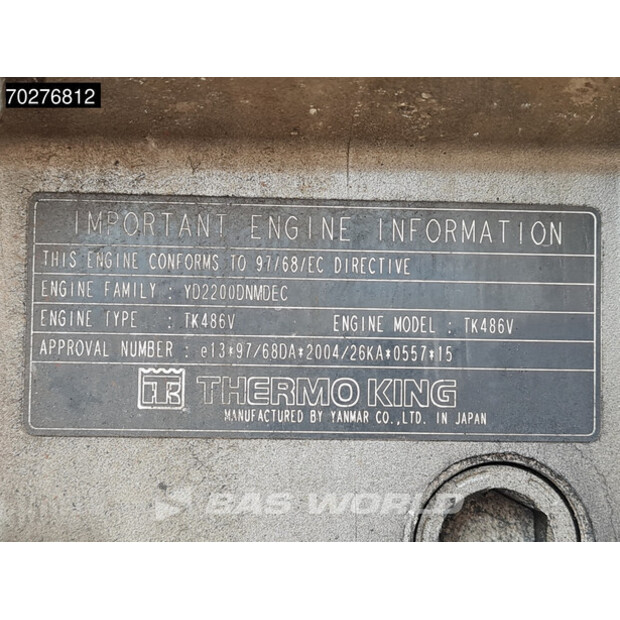 70276812
IMPORTANT ENGINE INFORMATION
THIS ENGINE CONFORMS TO 97/68/EC DIRECTIVE
ENGINE FAMILY : YD2200DNMDEC
ENGINE TYPE : TK486V ENGINE MODEL : TK486V
APPROVAL NUMBER : e13*97/68DA*2004/26KA*0557*15
TK THERMO KING
MANUFACTURED BY YANMAR CO.,LTD. IN JAPAN
BAS WORLD